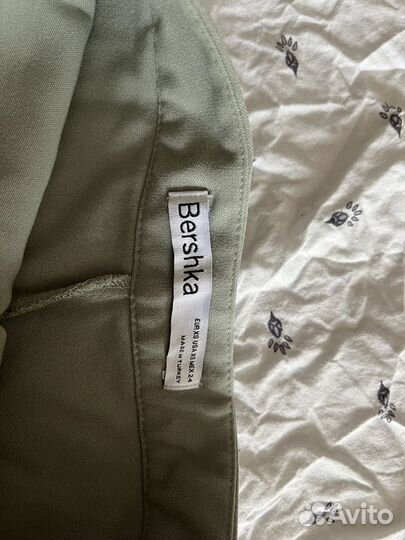 Bershka
EUR XS USA XS MEX 24
MADE IN TURKEY
Avito